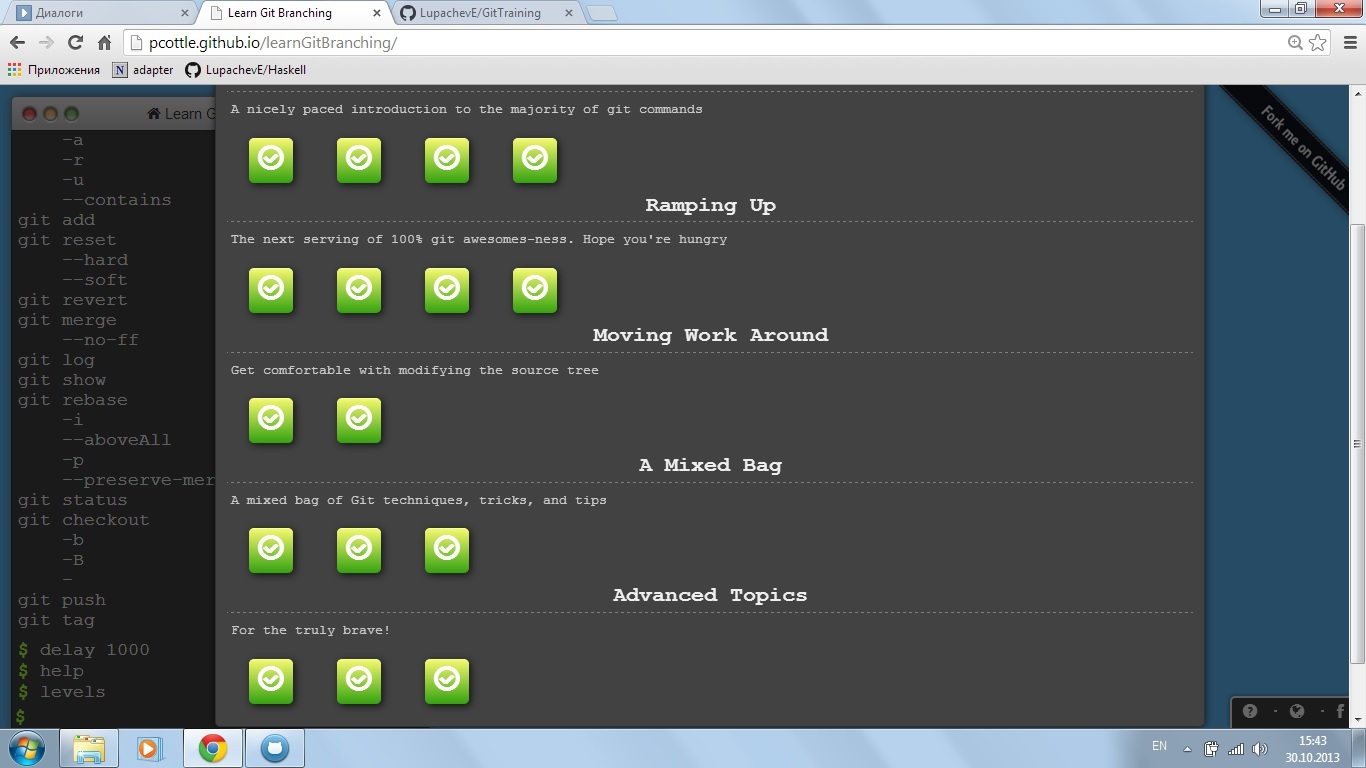 Диалоги
Learn Git Branching
LupachevE/GitTraining
pcottle.github.io/learnGitBranching/
Приложения
adapter
LupachevE/Haskell
Learn G
-a
-r
-u
--contains
git add
git reset
--hard
--soft
git revert
git merge
--no-ff
git log
git show
git rebase
-i
--aboveAll
-p
--preserve-mer
git status
git checkout
-b
-B
-
git push
git tag
$ delay 1000
$ help
$ levels
$
A nicely paced introduction to the majority of git commands
Ramping Up
The next serving of 100% git awesomes-ness. Hope you're hungry
Moving Work Around
Get comfortable with modifying the source tree
A Mixed Bag
A mixed bag of Git techniques, tricks, and tips
Advanced Topics
For the truly brave!
Fork me on GitHub
EN
15:43
30.10.2013